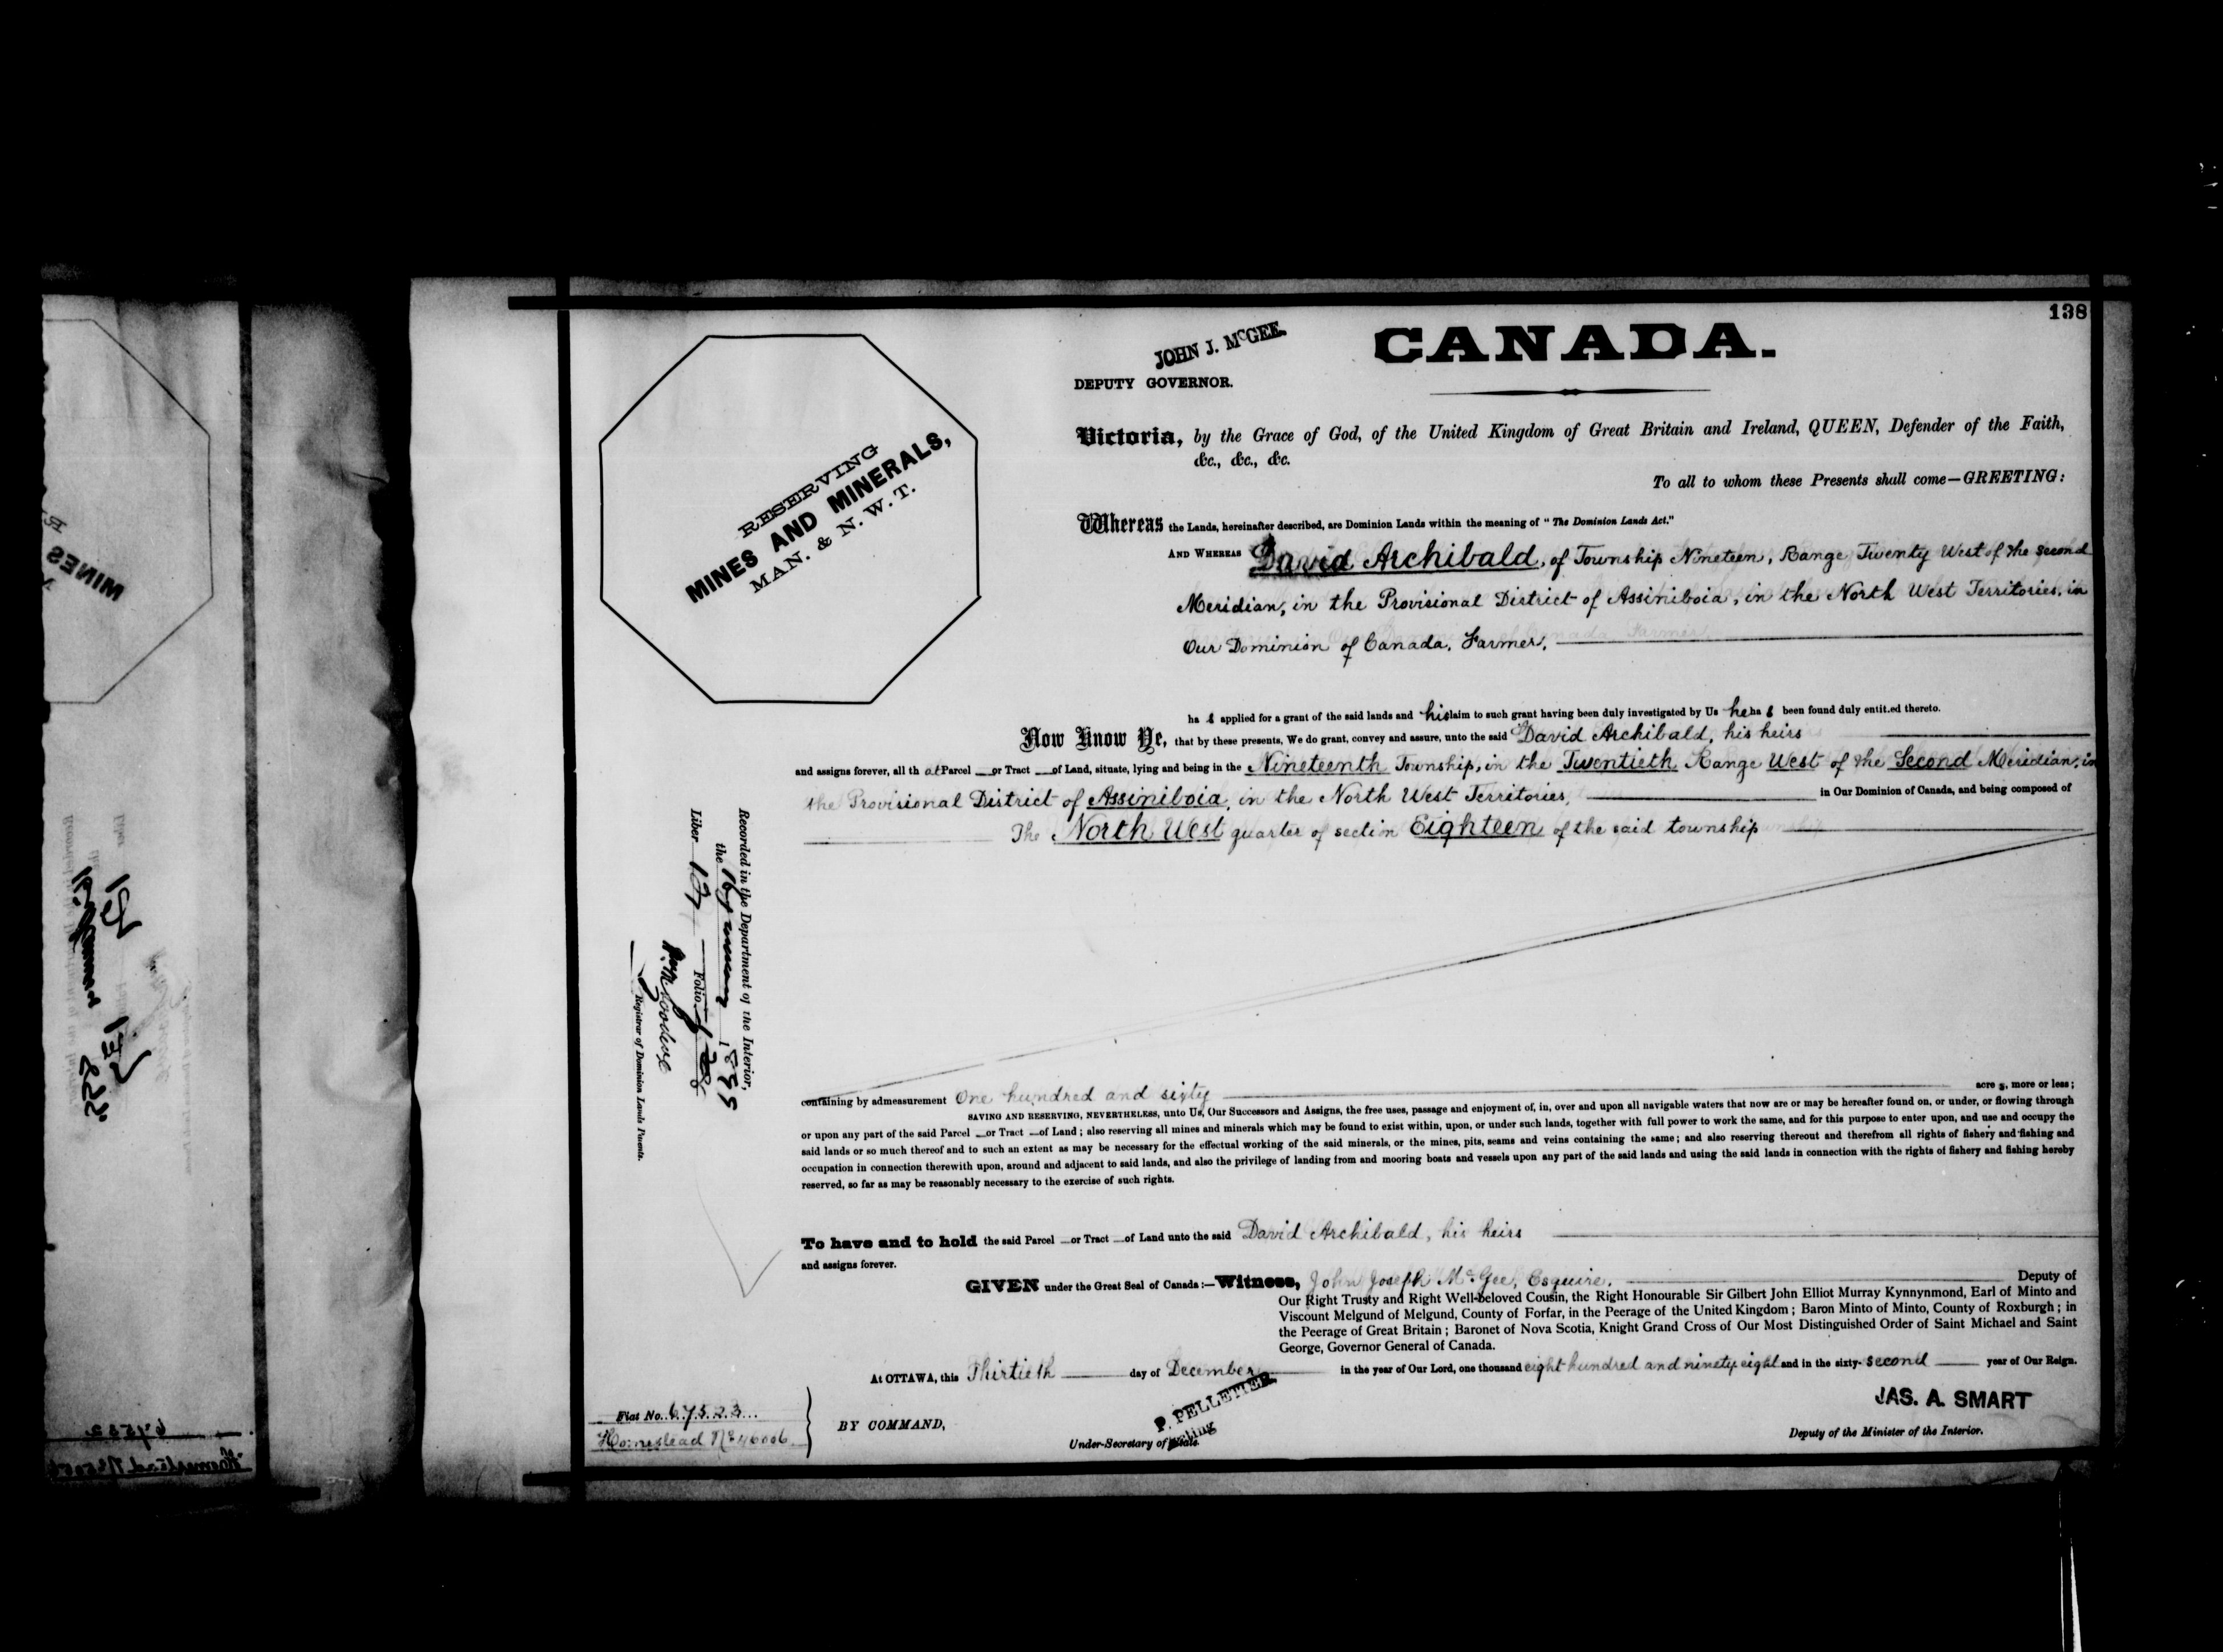 138
JOHN J. McGEE.
CANADA.
DEPUTY GOVERNOR.
RESERVING
MINES AND MINERALS,
MAN. & N. W. T.
Victoria, by the Grace of God, of the United Kingdom of Great Britain and Ireland, QUEEN, Defender of the Faith,
&c., &c., &c.
To all to whom these Presents shall come—GREETING:
Whereas the Lands, hereinafter described, are Dominion Lands within the meaning of "The Dominion Lands Act."
AND WHEREAS David Archibald, of Township Nineteen, Range Twenty West of the Second
Meridian, in the Provisional District of Assiniboia, in the North West Territories, in
Our Dominion of Canada, Farmer,
ha s applied for a grant of the said lands and his laim to such grant having been duly investigated by Us he ha s been found duly entit.ed thereto.
Now Know Ye, that by these presents, We do grant, convey and assure, unto the said David Archibald, his heirs
and assigns forever, all th at Parcel or Tract of Land, situate, lying and being in the Nineteenth Township, in the Twentieth Range West of the Second Meridian, in
the Provisional District of Assiniboia, in the North West Territories, in Our Dominion of Canada, and being composed of
The North West quarter of section Eighteen of the said township
containing by admeasurement One hundred and sixty acre s, more or less;
SAVING AND RESERVING, NEVERTHELESS, unto Us, Our Successors and Assigns, the free uses, passage and enjoyment of, in, over and upon all navigable waters that now are or may be hereafter found on, or under, or flowing through
or upon any part of the said Parcel or Tract of Land; also reserving all mines and minerals which may be found to exist within, upon, or under such lands, together with full power to work the same, and for this purpose to enter upon, and use and occupy the
said lands or so much thereof and to such an extent as may be necessary for the effectual working of the said minerals, or the mines, pits, seams and veins containing the same; and also reserving thereout and therefrom all rights of fishery and fishing and
occupation in connection therewith upon, around and adjacent to said lands, and also the privilege of landing from and mooring boats and vessels upon any part of the said lands and using the said lands in connection with the rights of fishery and fishing hereby
reserved, so far as may be reasonably necessary to the exercise of such rights.
To have and to hold the said Parcel or Tract of Land unto the said David Archibald, his heirs
and assigns forever.
GIVEN under the Great Seal of Canada:—Witness, John Joseph McGee, Esquire, Deputy of
Our Right Trusty and Right Well-beloved Cousin, the Right Honourable Sir Gilbert John Elliot Murray Kynnynmond, Earl of Minto and
Viscount Melgund of Melgund, County of Forfar, in the Peerage of the United Kingdom; Baron Minto of Minto, County of Roxburgh; in
the Peerage of Great Britain; Baronet of Nova Scotia, Knight Grand Cross of Our Most Distinguished Order of Saint Michael and Saint
George, Governor General of Canada.
At OTTAWA, this Thirtieth day of December in the year of Our Lord, one thousand eight hundred and ninety eight and in the sixty-second year of Our Reign.
P. PELLETIER
JAS. A. SMART
BY COMMAND,
Under-Secretary of
Acting
Deputy of the Minister of the Interior.
Fiat No. 67523
Homestead No 46006
Recorded in the Department of the Interior,
the
Liber Folio
Registrar of Dominion Lands Patents.